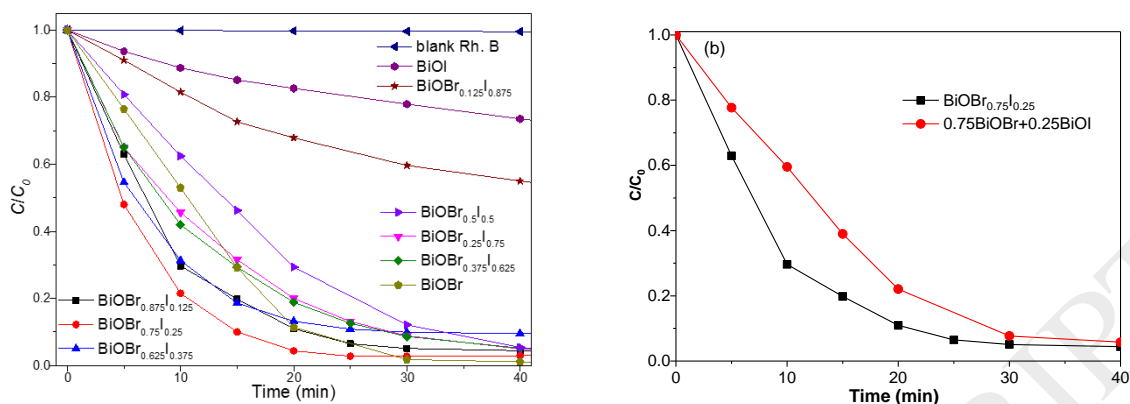 1.0
0.8
0.6
0.4
0.2
0.0
C/C₀
0 10 20 30 40
Time (min)
blank Rh. B
BiOI
BiOBr₀.₁₂₅I₀.₈₇₅
BiOBr₀.₅I₀.₅
BiOBr₀.₂₅I₀.₇₅
BiOBr₀.₃₇₅I₀.₆₂₅
BiOBr
BiOBr₀.₈₇₅I₀.₁₂₅
BiOBr₀.₇₅I₀.₂₅
BiOBr₀.₆₂₅I₀.₃₇₅
(b)
1.0
0.8
0.6
0.4
0.2
0.0
C/C₀
0 10 20 30 40
Time (min)
BiOBr₀.₇₅I₀.₂₅
0.75BiOBr+0.25BiOI